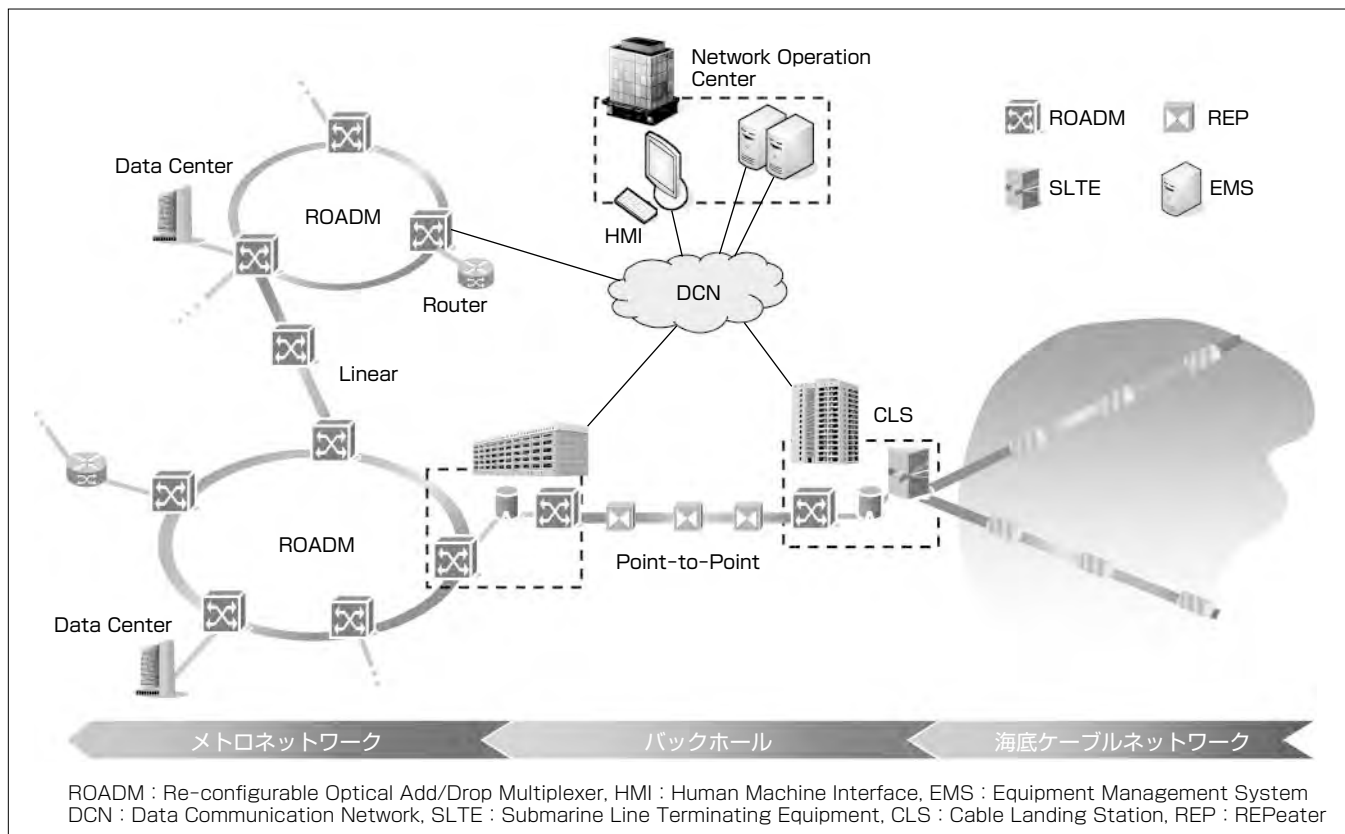 Network Operation
Center
ROADM
REP
SLTE
EMS
Data Center
ROADM
HMI
Router
DCN
Linear
CLS
ROADM
Point-to-Point
Data Center
メトロネットワーク
バックホール
海底ケーブルネットワーク
ROADM：Re-configurable Optical Add/Drop Multiplexer, HMI：Human Machine Interface, EMS：Equipment Management System
DCN：Data Communication Network, SLTE：Submarine Line Terminating Equipment, CLS：Cable Landing Station, REP：REPeater